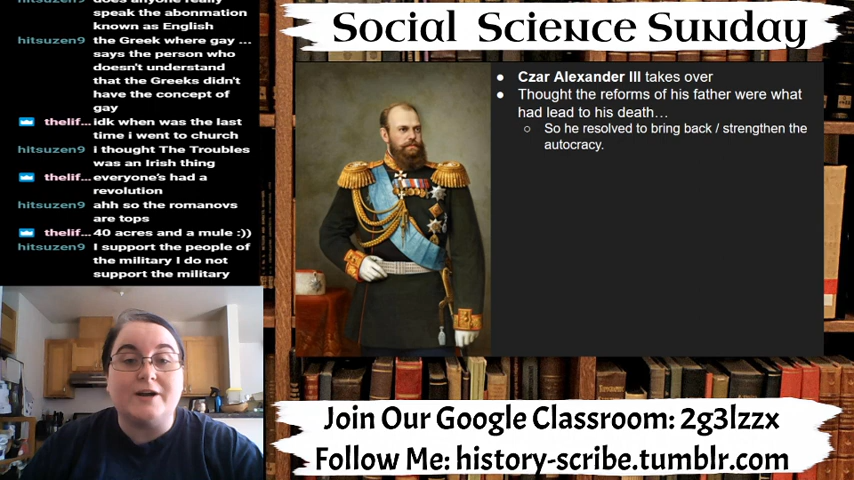 does anyone really
speak the abonmation
known as English
hitsuzen9 the Greek where gay ...
says the person who
doesn't understand
that the Greeks didn't
have the concept of
gay
thelif... idk when was the last
time i went to church
hitsuzen9 i thought The Troubles
was an Irish thing
thelif... everyone's had a
revolution
hitsuzen9 ahh so the romanovs
are tops
thelif... 40 acres and a mule :))
hitsuzen9 I support the people of
the military I do not
support the military
Social Science Sunday
Czar Alexander III takes over
Thought the reforms of his father were what
had lead to his death...
So he resolved to bring back / strengthen the
autocracy.
Join Our Google Classroom: 2g3lzzx
Follow Me: history-scribe.tumblr.com